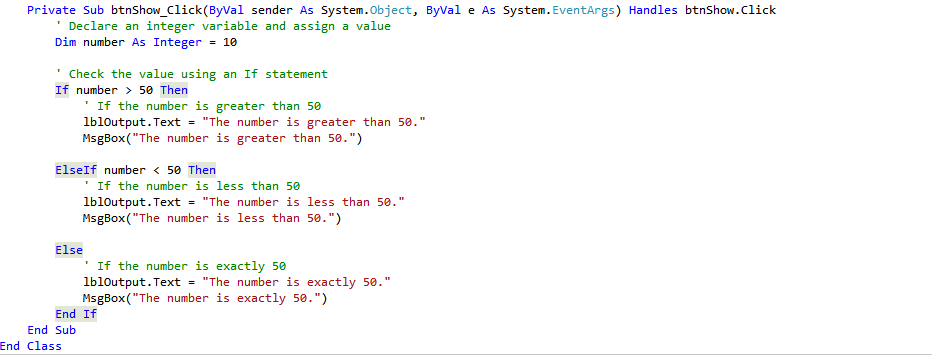 Private Sub btnShow_Click(ByVal sender As System.Object, ByVal e As System.EventArgs) Handles btnShow.Click
' Declare an integer variable and assign a value
Dim number As Integer = 10
' Check the value using an If statement
If number > 50 Then
' If the number is greater than 50
lblOutput.Text = "The number is greater than 50."
MsgBox("The number is greater than 50.")
ElseIf number < 50 Then
' If the number is less than 50
lblOutput.Text = "The number is less than 50."
MsgBox("The number is less than 50.")
Else
' If the number is exactly 50
lblOutput.Text = "The number is exactly 50."
MsgBox("The number is exactly 50.")
End If
End Sub
End Class